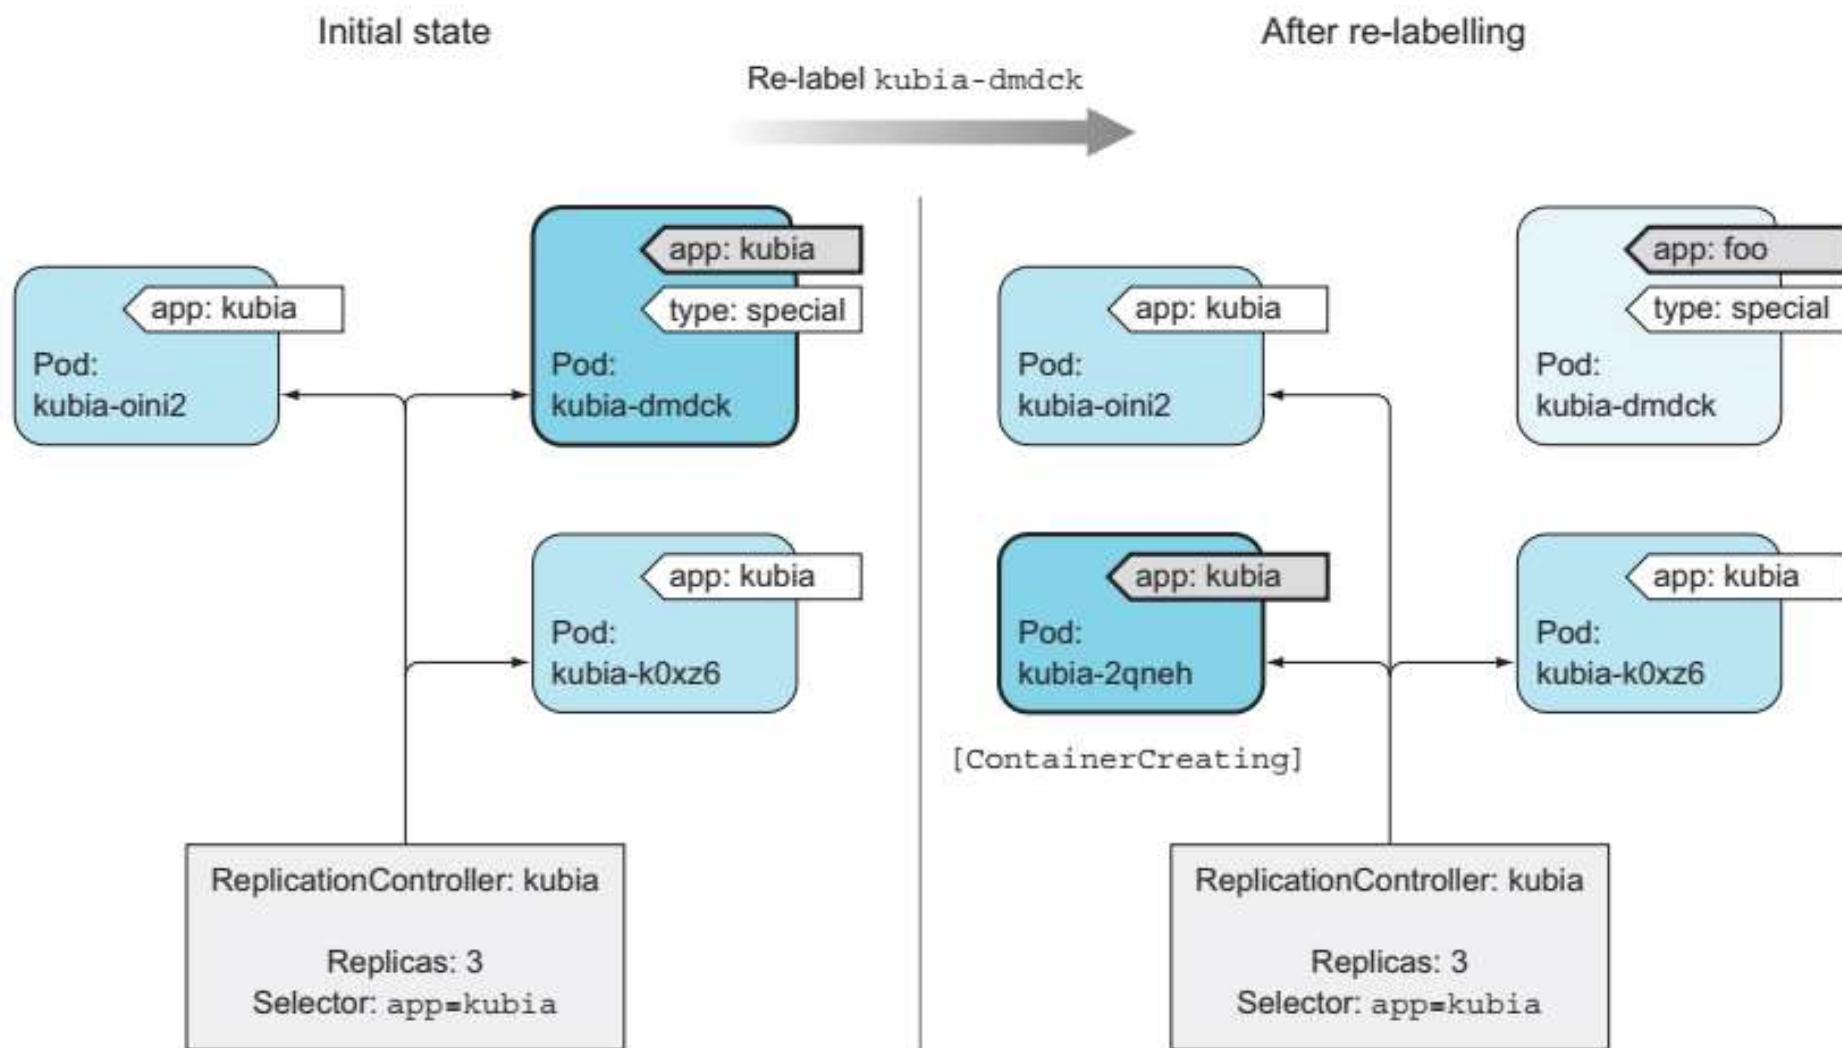 Initial state
After re-labelling
Re-label kubia-dmdck
app: kubia
Pod:
kubia-oini2
app: kubia
type: special
Pod:
kubia-dmdck
app: kubia
Pod:
kubia-k0xz6
ReplicationController: kubia
Replicas: 3
Selector: app=kubia
app: kubia
Pod:
kubia-oini2
app: foo
type: special
Pod:
kubia-dmdck
app: kubia
Pod:
kubia-2qneh
[ContainerCreating]
app: kubia
Pod:
kubia-k0xz6
ReplicationController: kubia
Replicas: 3
Selector: app=kubia